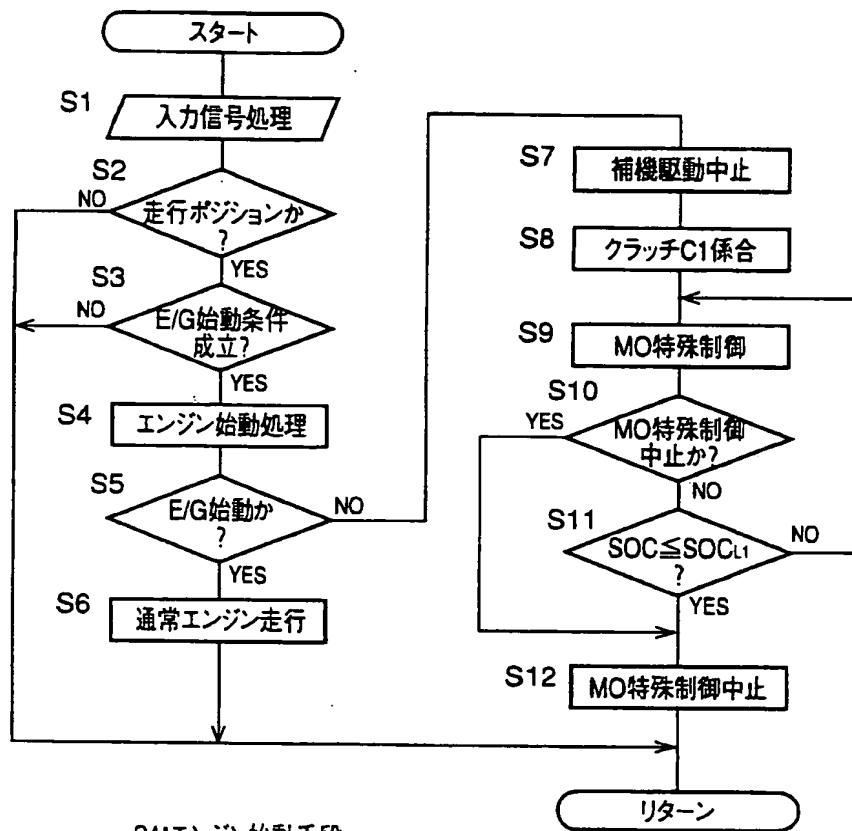 スタート
S1
入力信号処理
S2
NO
走行ポジションか
?
YES
S3
NO
E/G始動条件
成立?
YES
S4
エンジン始動処理
S5
E/G始動か
?
NO
YES
S6
通常エンジン走行
S7
補機駆動中止
S8
クラッチC1係合
S9
MO特殊制御
S10
YES
MO特殊制御
中止か?
NO
S11
SOC≦SOCL1
?
NO
YES
S12
MO特殊制御中止
リターン